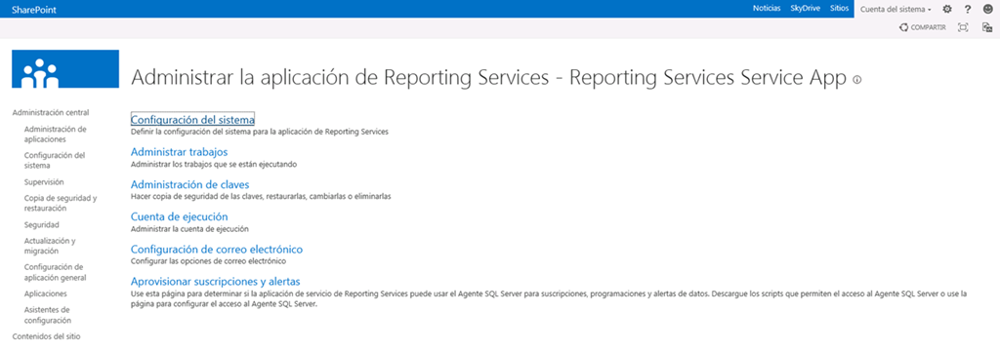 SharePoint
Noticias SkyDrive Sitios Cuenta del sistema
COMPARTIR
Administrar la aplicación de Reporting Services - Reporting Services Service App
Administración central
Administración de
aplicaciones
Configuración del
sistema
Supervisión
Copia de seguridad y
restauración
Seguridad
Actualización y
migración
Configuración de
aplicación general
Aplicaciones
Asistentes de
configuración
Contenidos del sitio
Configuración del sistema
Definir la configuración del sistema para la aplicación de Reporting Services
Administrar trabajos
Administrar los trabajos que se están ejecutando
Administración de claves
Hacer copia de seguridad de las claves, restaurarlas, cambiarlas o eliminarlas
Cuenta de ejecución
Administrar la cuenta de ejecución
Configuración de correo electrónico
Configurar las opciones de correo electrónico
Aprovisionar suscripciones y alertas
Use esta página para determinar si la aplicación de servicio de Reporting Services puede usar el Agente SQL Server para suscripciones, programaciones y alertas de datos. Descargue los scripts que permiten el acceso al Agente SQL Server o use la
página para configurar el acceso al Agente SQL Server.